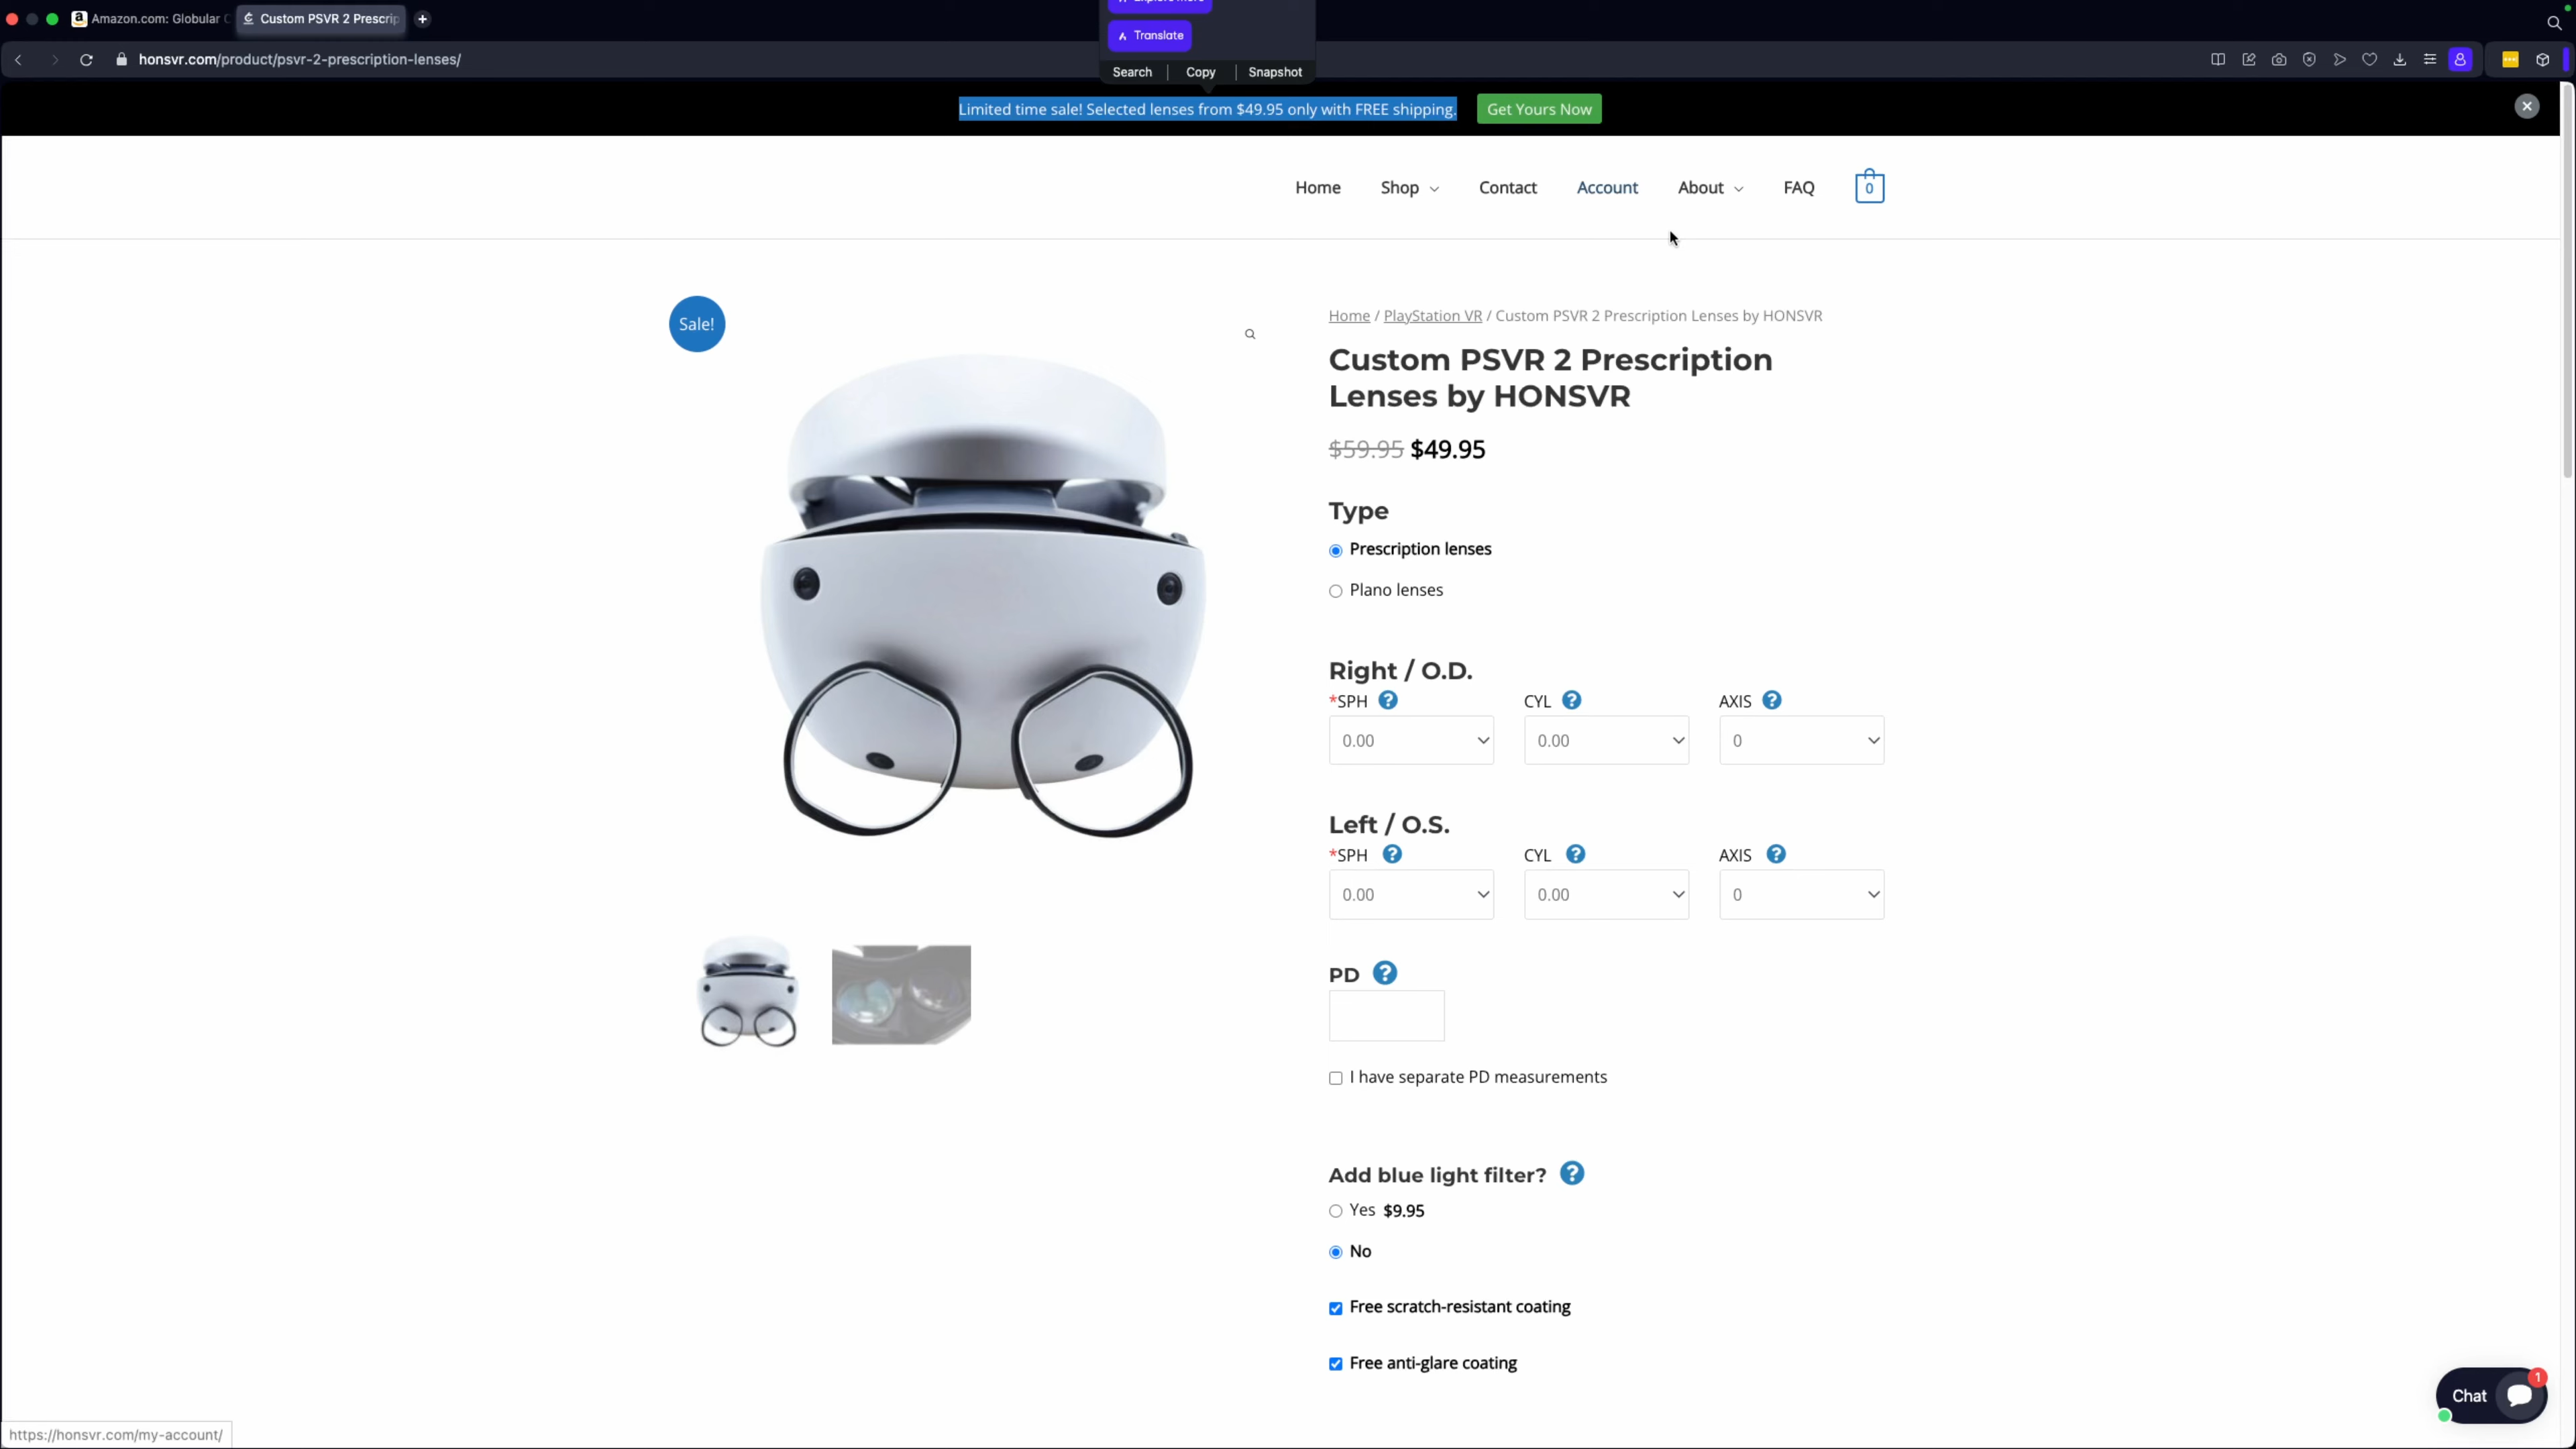 Amazon.com: Globular
Custom PSVR 2 Prescrip
Translate
honsvr.com/product/psvr-2-prescription-lenses/
Search
Copy
Snapshot
Limited time sale! Selected lenses from $49.95 only with FREE shipping.
Get Yours Now
Home
Shop
Contact
Account
About
FAQ
0
Sale!
Home / PlayStation VR / Custom PSVR 2 Prescription Lenses by HONSVR
Custom PSVR 2 Prescription
Lenses by HONSVR
$59.95 $49.95
Type
Prescription lenses
Plano lenses
Right / O.D.
*SPH ?
CYL ?
AXIS ?
0.00
0.00
0
Left / O.S.
*SPH ?
CYL ?
AXIS ?
0.00
0.00
0
PD ?
I have separate PD measurements
Add blue light filter? ?
Yes $9.95
No
Free scratch-resistant coating
Free anti-glare coating
Chat
1
https://honsvr.com/my-account/